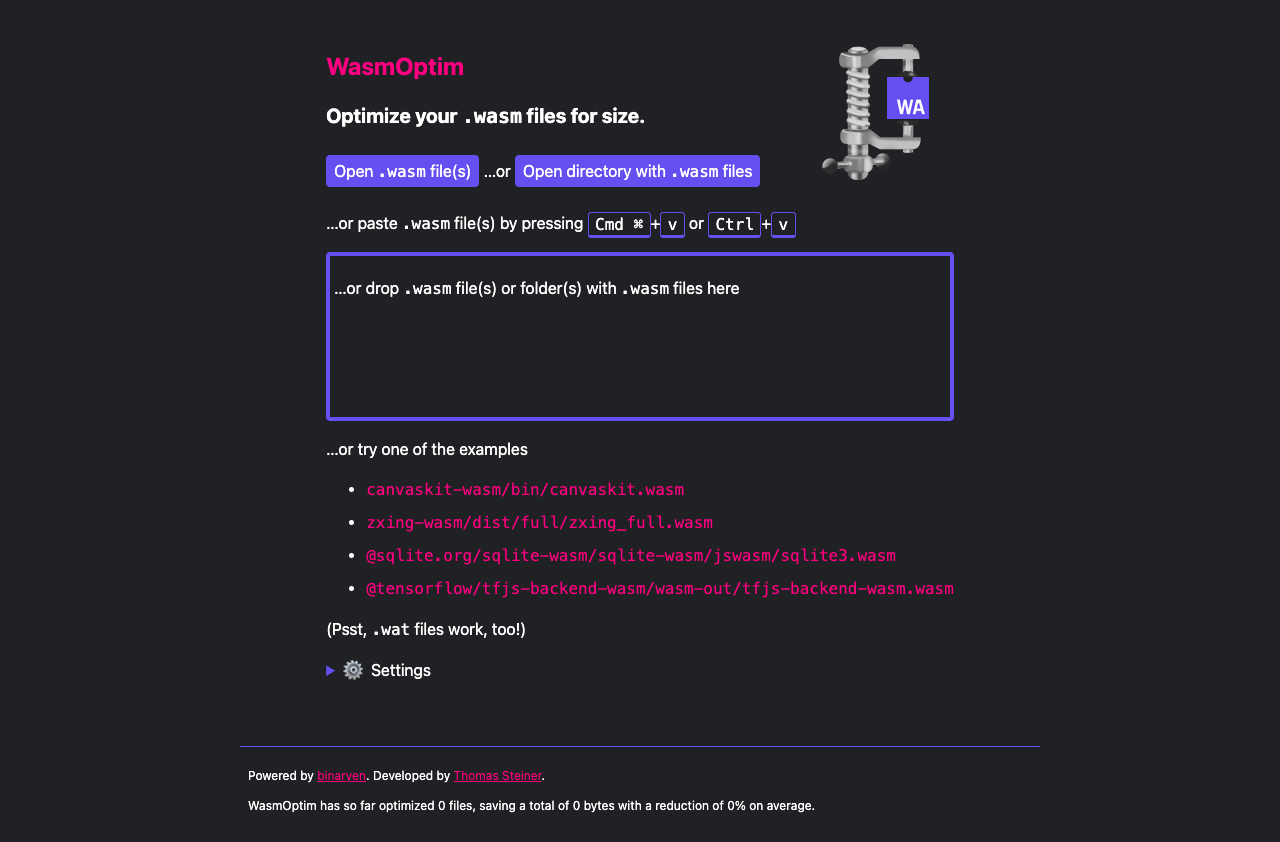 WasmOptim
WA
Optimize your .wasm files for size.
Open .wasm file(s) ...or Open directory with .wasm files
...or paste .wasm file(s) by pressing Cmd ⌘+v or Ctrl+v
...or drop .wasm file(s) or folder(s) with .wasm files here
...or try one of the examples
• canvaskit-wasm/bin/canvaskit.wasm
• zxing-wasm/dist/full/zxing_full.wasm
• @sqlite.org/sqlite-wasm/sqlite-wasm/jswasm/sqlite3.wasm
• @tensorflow/tfjs-backend-wasm/wasm-out/tfjs-backend-wasm.wasm
(Psst, .wat files work, too!)
Settings
Powered by binaryen. Developed by Thomas Steiner.
WasmOptim has so far optimized 0 files, saving a total of 0 bytes with a reduction of 0% on average.